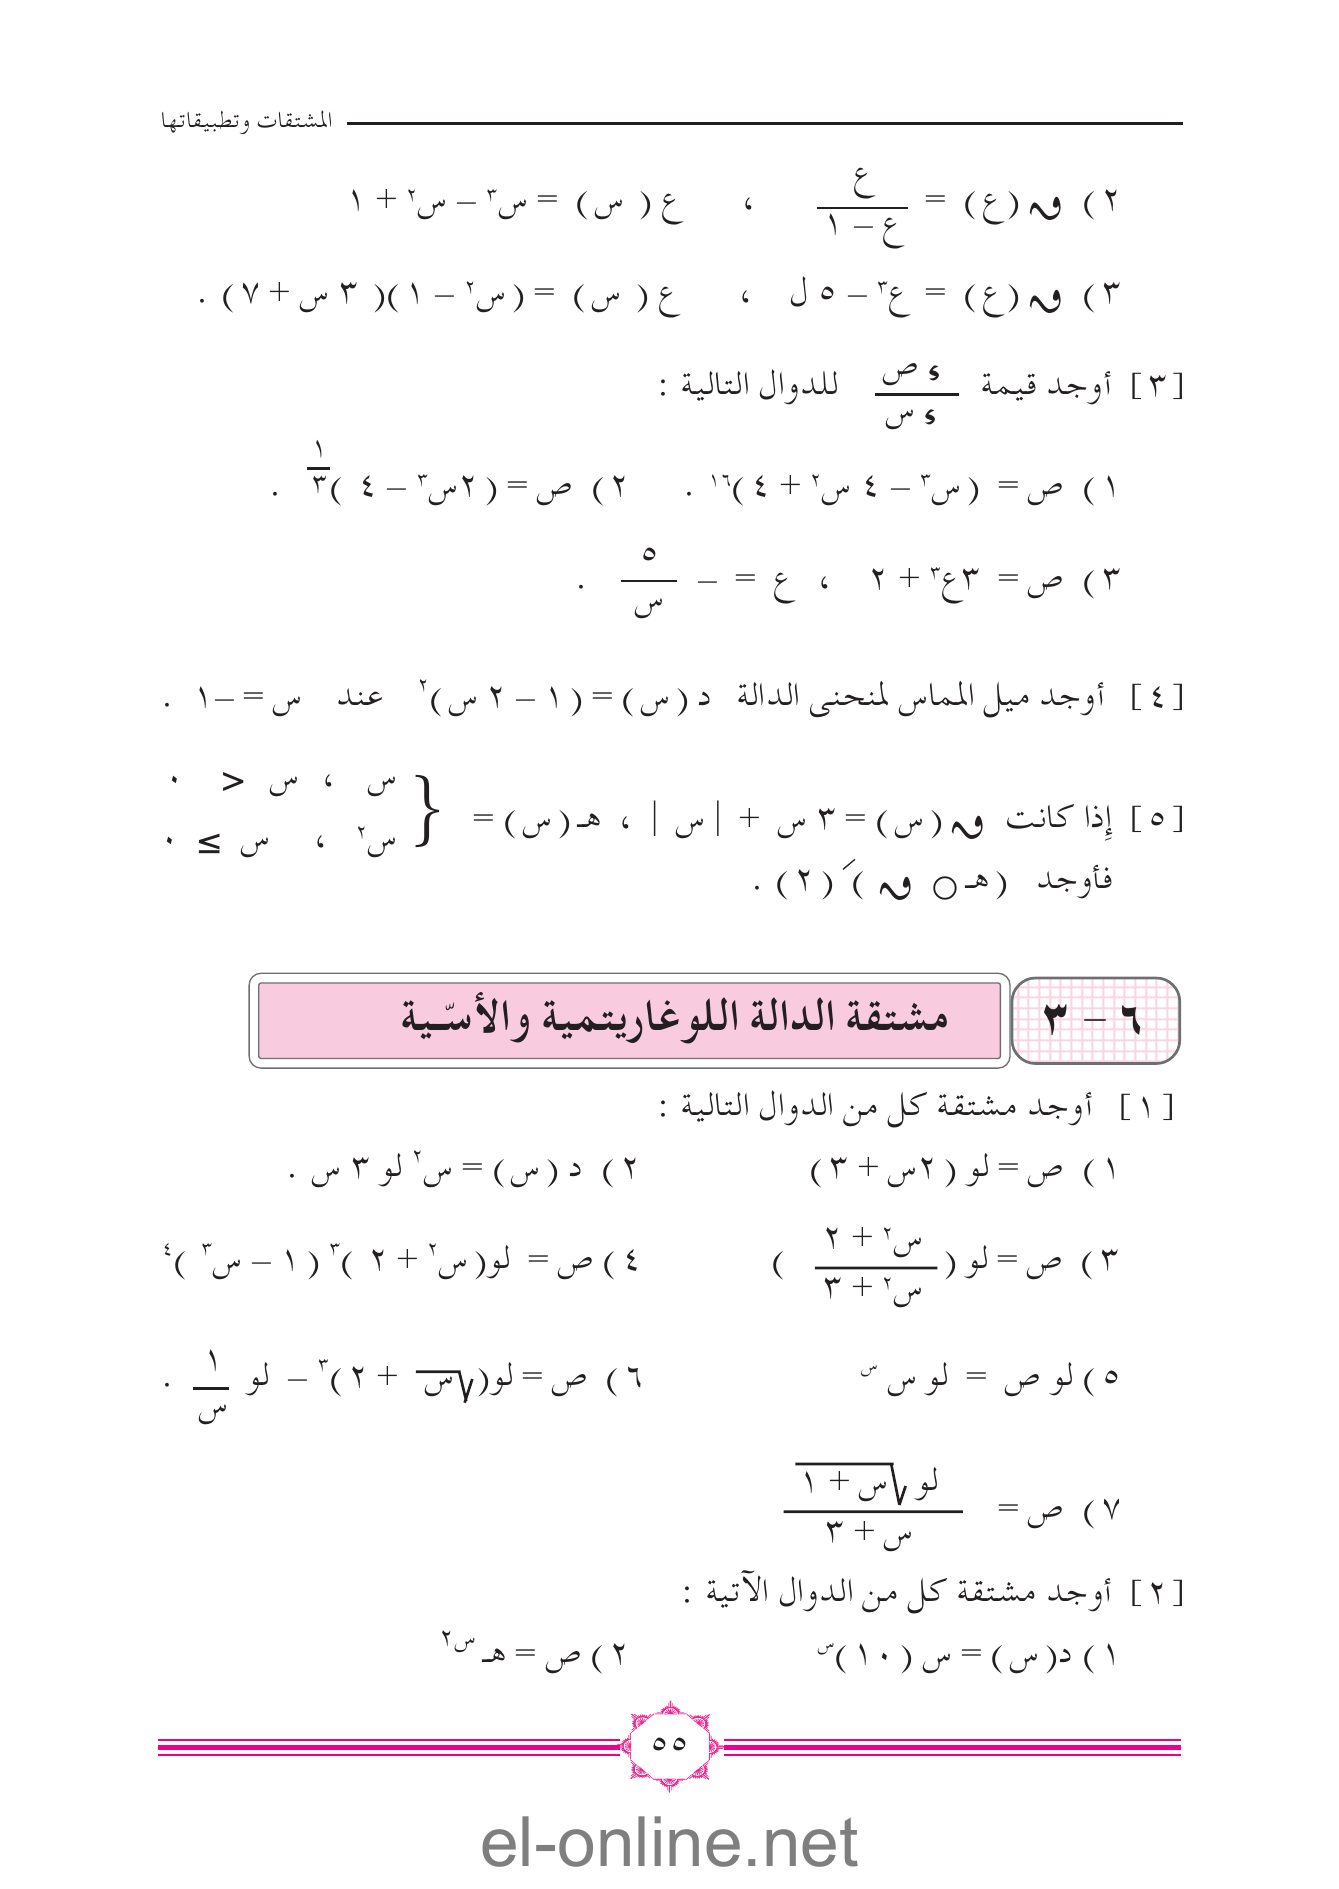 المشتقات وتطبيقاتها
٢) ق (ع) = ع / (ع – ١) ، ع (س) = س٣ – س٢ + ١
٣) ق (ع) = ع٣ – ٥ ل ، ع (س) = (س٢ – ١)(٣ س + ٧) .
[٣] أوجد قيمة ء ص / ء س للدوال التالية :
١) ص = (س٣ – ٤ س٢ + ٤)١٦ . ٢) ص = (٢س٣ – ٤)١/٣ .
٣) ص = ٣ع٣ + ٢ ، ع = – ٥ / س .
[٤] أوجد ميل المماس لمنحنى الدالة د (س) = (١ – ٢ س)٢ عند س = –١ .
[٥] إذا كانت ق (س) = ٣ س + | س | ، هـ (س) = { س ، س < ٠
س٢ ، س ≥ ٠
فأوجد (هـ ○ ق)َ (٢) .
٦ – ٣ مشتقة الدالة اللوغاريتمية والأسّـية
[١] أوجد مشتقة كل من الدوال التالية :
١) ص = لو (٢س + ٣) ٢) د (س) = س٢ لو ٣ س .
٣) ص = لو ( (س٢ + ٢) / (س٢ + ٣) ) ٤) ص = لو(س٢ + ٢)٣ (١ – س٣)٤
٥) لو ص = لو س س ٦) ص = لو(√س + ٢)٣ – لو ١ / س .
٧) ص = لو √(س + ١) / (س + ٣)
[٢] أوجد مشتقة كل من الدوال الآتية :
١) د(س) = س (١٠)س ٢) ص = هـ س٢
٥٥
el-online.net